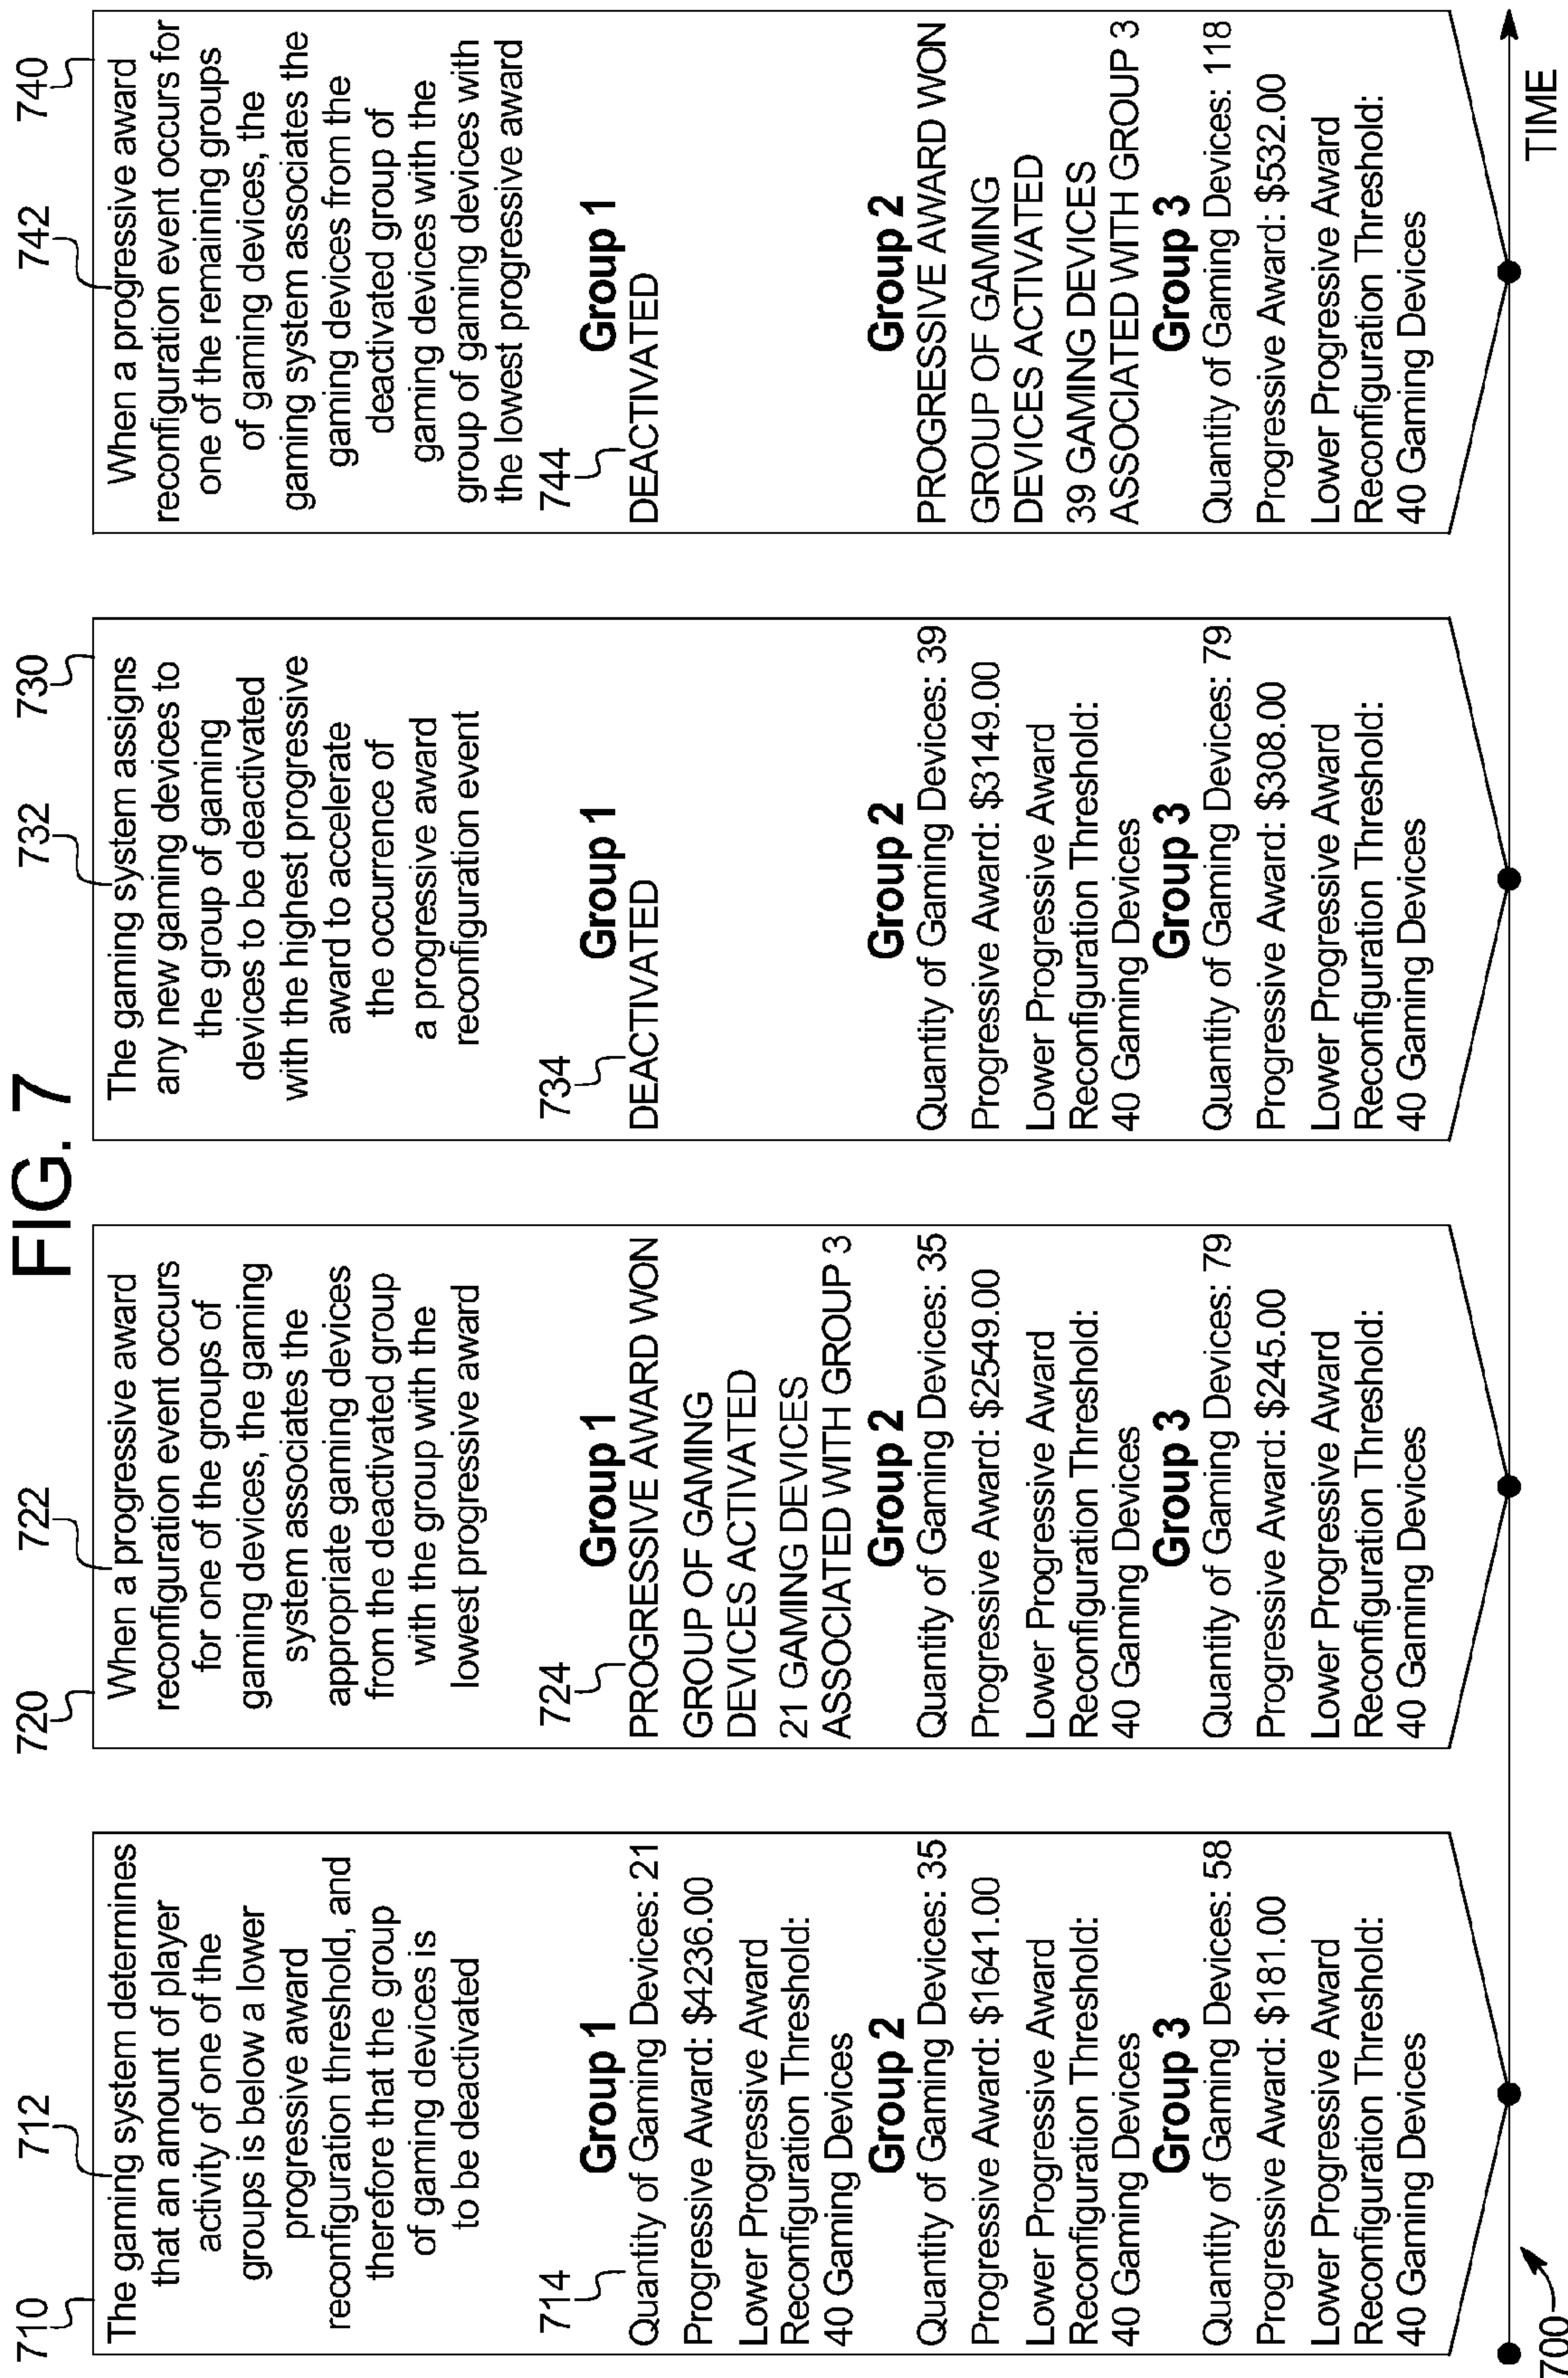 FIG. 7
710
712
The gaming system determines
that an amount of player
activity of one of the
groups is below a lower
progressive award
reconfiguration threshold, and
therefore that the group
of gaming devices is
to be deactivated
714
Group 1
Quantity of Gaming Devices: 21
Progressive Award: $4236.00
Lower Progressive Award
Reconfiguration Threshold:
40 Gaming Devices
Group 2
Quantity of Gaming Devices: 35
Progressive Award: $1641.00
Lower Progressive Award
Reconfiguration Threshold:
40 Gaming Devices
Group 3
Quantity of Gaming Devices: 58
Progressive Award: $181.00
Lower Progressive Award
Reconfiguration Threshold:
40 Gaming Devices
720
722
When a progressive award
reconfiguration event occurs
for one of the groups of
gaming devices, the gaming
system associates the
appropriate gaming devices
from the deactivated group
with the group with the
lowest progressive award
724
Group 1
PROGRESSIVE AWARD WON
GROUP OF GAMING
DEVICES ACTIVATED
21 GAMING DEVICES
ASSOCIATED WITH GROUP 3
Group 2
Quantity of Gaming Devices: 35
Progressive Award: $2549.00
Lower Progressive Award
Reconfiguration Threshold:
40 Gaming Devices
Group 3
Quantity of Gaming Devices: 79
Progressive Award: $245.00
Lower Progressive Award
Reconfiguration Threshold:
40 Gaming Devices
730
732
The gaming system assigns
any new gaming devices to
the group of gaming
devices to be deactivated
with the highest progressive
award to accelerate
the occurrence of
a progressive award
reconfiguration event
734
Group 1
DEACTIVATED
Group 2
Quantity of Gaming Devices: 39
Progressive Award: $3149.00
Lower Progressive Award
Reconfiguration Threshold:
40 Gaming Devices
Group 3
Quantity of Gaming Devices: 79
Progressive Award: $308.00
Lower Progressive Award
Reconfiguration Threshold:
40 Gaming Devices
740
742
When a progressive award
reconfiguration event occurs for
one of the remaining groups
of gaming devices, the
gaming system associates the
gaming devices from the
deactivated group of
gaming devices with the
group of gaming devices with
the lowest progressive award
744
Group 1
DEACTIVATED
Group 2
PROGRESSIVE AWARD WON
GROUP OF GAMING
DEVICES ACTIVATED
39 GAMING DEVICES
ASSOCIATED WITH GROUP 3
Group 3
Quantity of Gaming Devices: 118
Progressive Award: $532.00
Lower Progressive Award
Reconfiguration Threshold:
40 Gaming Devices
700
TIME